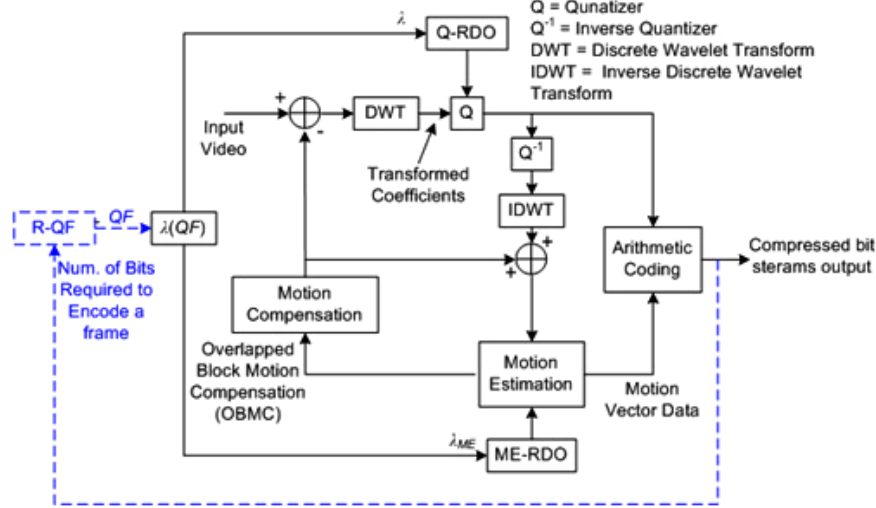 Q = Qunatizer
Q-1 = Inverse Quantizer
DWT = Discrete Wavelet Transform
IDWT = Inverse Discrete Wavelet
Transform
λ
Q-RDO
+
-
DWT
Q
Input
Video
Transformed
Coefficients
Q-1
IDWT
R-QF
QF
λ(QF)
+
+
Arithmetic
Coding
Compressed bit
sterams output
Num. of Bits
Required to
Encode a
frame
Motion
Compensation
Overlapped
Block Motion
Compensation
(OBMC)
Motion
Estimation
Motion
Vector Data
λME
ME-RDO